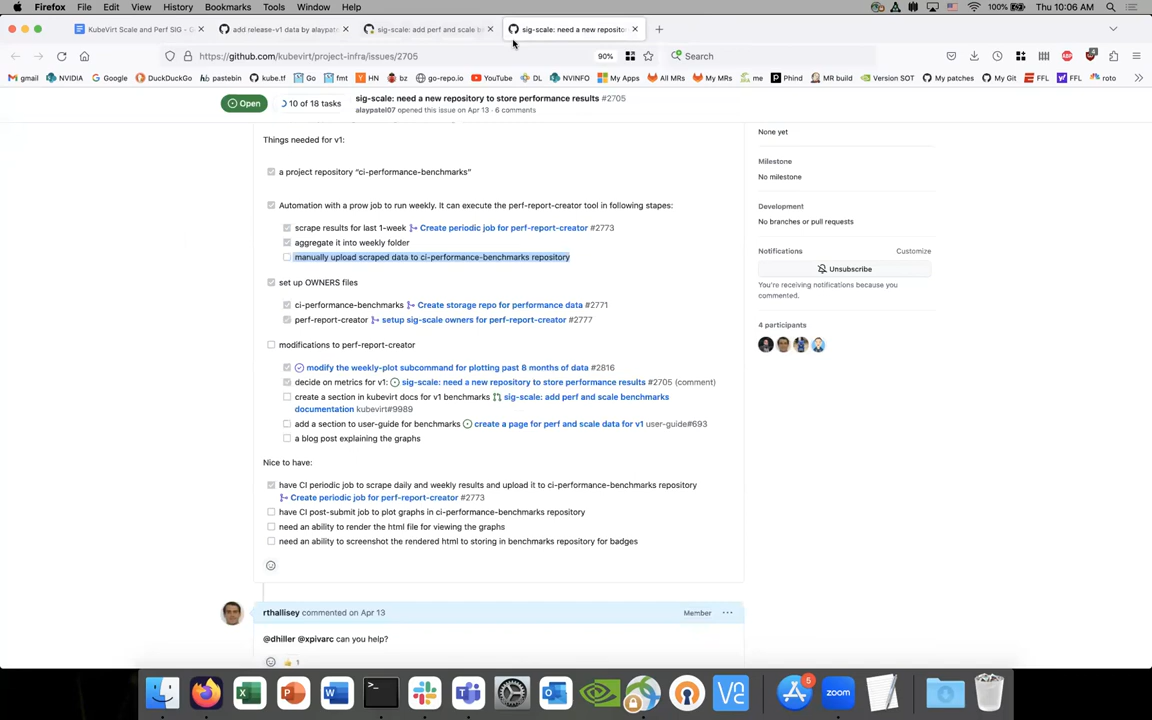 Firefox File Edit View History Bookmarks Tools Window Help
100% Thu 10:06 AM
KubeVirt Scale and Perf SIG -
add release-v1 data by alaypat
sig-scale: add perf and scale b
sig-scale: need a new reposito
https://github.com/kubevirt/project-infra/issues/2705
90%
Search
gmail NVIDIA Google DuckDuckGo pastebin kube.tf Go fmt HN bz go-repo.io YouTube DL NVINFO My Apps All MRs My MRs me Phind MR build Version SOT My patches My Git FFL FFL roto
Open
10 of 18 tasks
sig-scale: need a new repository to store performance results #2705
alaypatel07 opened this issue on Apr 13 · 6 comments
Things needed for v1:
a project repository “ci-performance-benchmarks”
Automation with a prow job to run weekly. It can execute the perf-report-creator tool in following stapes:
scrape results for last 1-week Create periodic job for perf-report-creator #2773
aggregate it into weekly folder
manually upload scraped data to ci-performance-benchmarks repository
set up OWNERS files
ci-performance-benchmarks Create storage repo for performance data #2771
perf-report-creator setup sig-scale owners for perf-report-creator #2777
modifications to perf-report-creator
modify the weekly-plot subcommand for plotting past 8 months of data #2816
decide on metrics for v1: sig-scale: need a new repository to store performance results #2705 (comment)
create a section in kubevirt docs for v1 benchmarks sig-scale: add perf and scale benchmarks
documentation kubevirt#9989
add a section to user-guide for benchmarks create a page for perf and scale data for v1 user-guide#693
a blog post explaining the graphs
Nice to have:
have CI periodic job to scrape daily and weekly results and upload it to ci-performance-benchmarks repository
Create periodic job for perf-report-creator #2773
have CI post-submit job to plot graphs in ci-performance-benchmarks repository
need an ability to render the html file for viewing the graphs
need an ability to screenshot the rendered html to storing in benchmarks repository for badges
rthallisey commented on Apr 13
Member
@dhiller @xpivarc can you help?
1
None yet
Milestone
No milestone
Development
No branches or pull requests
Notifications
Customize
Unsubscribe
You're receiving notifications because you
commented.
4 participants
5
zoom